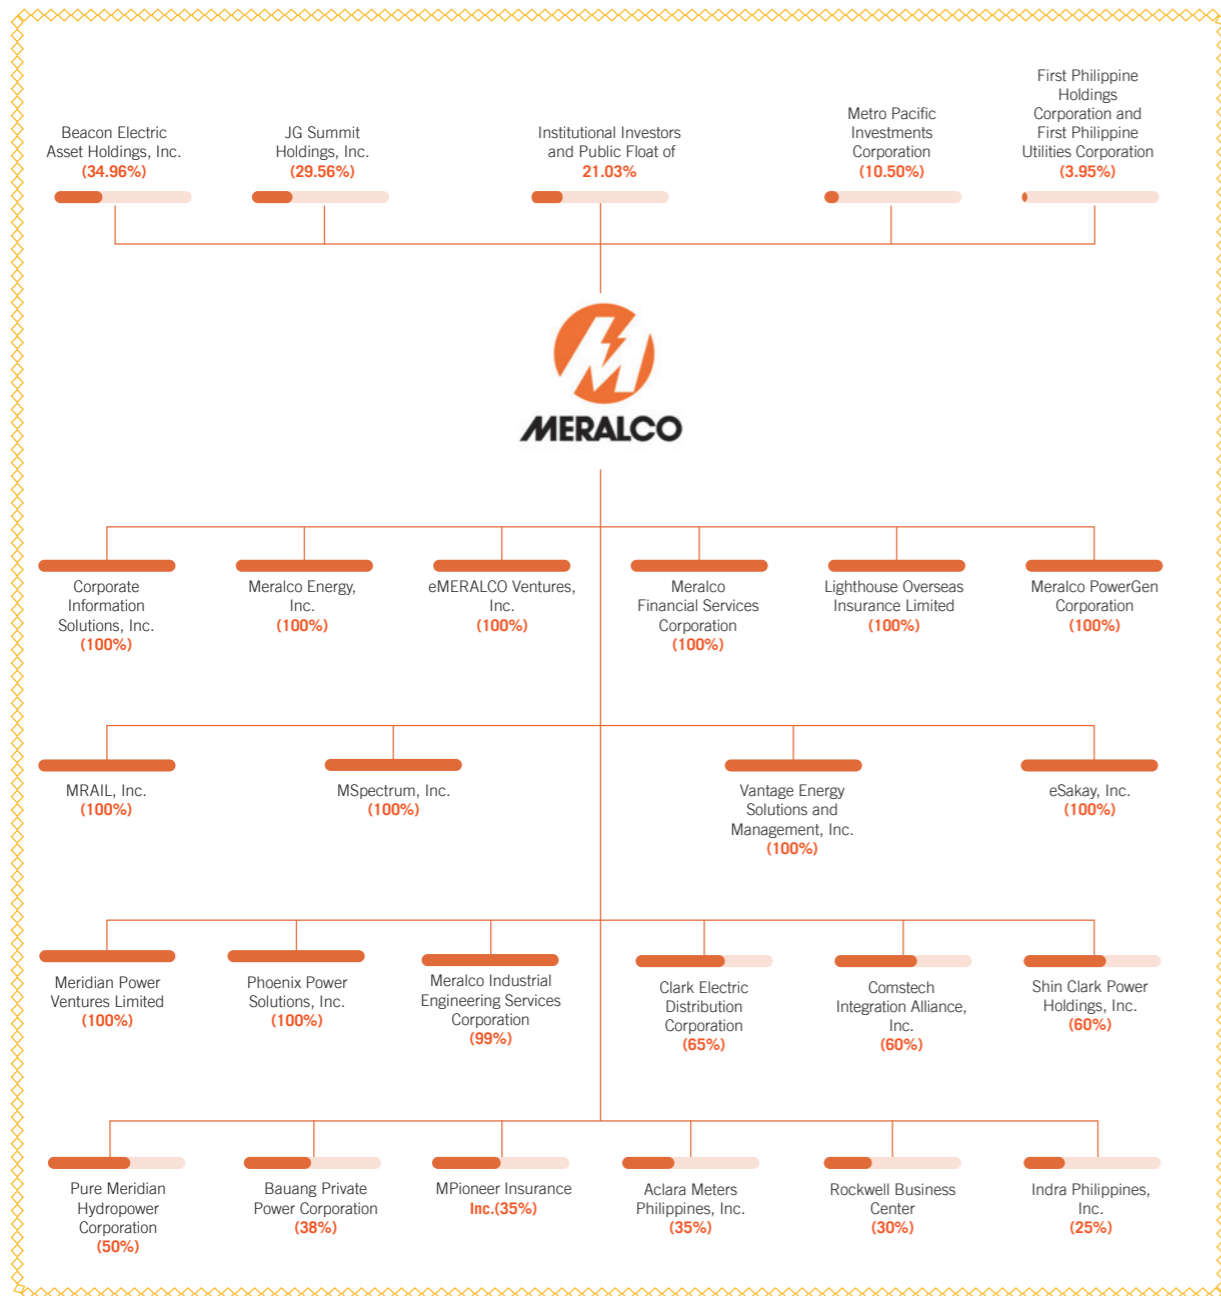 Beacon Electric
Asset Holdings, Inc.
(34.96%)
JG Summit
Holdings, Inc.
(29.56%)
Institutional Investors
and Public Float of
21.03%
Metro Pacific
Investments
Corporation
(10.50%)
First Philippine
Holdings
Corporation and
First Philippine
Utilities Corporation
(3.95%)
MERALCO
Corporate
Information
Solutions, Inc.
(100%)
Meralco Energy,
Inc.
(100%)
eMERALCO Ventures,
Inc.
(100%)
Meralco
Financial Services
Corporation
(100%)
Lighthouse Overseas
Insurance Limited
(100%)
Meralco PowerGen
Corporation
(100%)
MRAIL, Inc.
(100%)
MSpectrum, Inc.
(100%)
Vantage Energy
Solutions and
Management, Inc.
(100%)
eSakay, Inc.
(100%)
Meridian Power
Ventures Limited
(100%)
Phoenix Power
Solutions, Inc.
(100%)
Meralco Industrial
Engineering Services
Corporation
(99%)
Clark Electric
Distribution
Corporation
(65%)
Comstech
Integration Alliance,
Inc.
(60%)
Shin Clark Power
Holdings, Inc.
(60%)
Pure Meridian
Hydropower
Corporation
(50%)
Bauang Private
Power Corporation
(38%)
MPioneer Insurance
Inc.(35%)
Aclara Meters
Philippines, Inc.
(35%)
Rockwell Business
Center
(30%)
Indra Philippines,
Inc.
(25%)